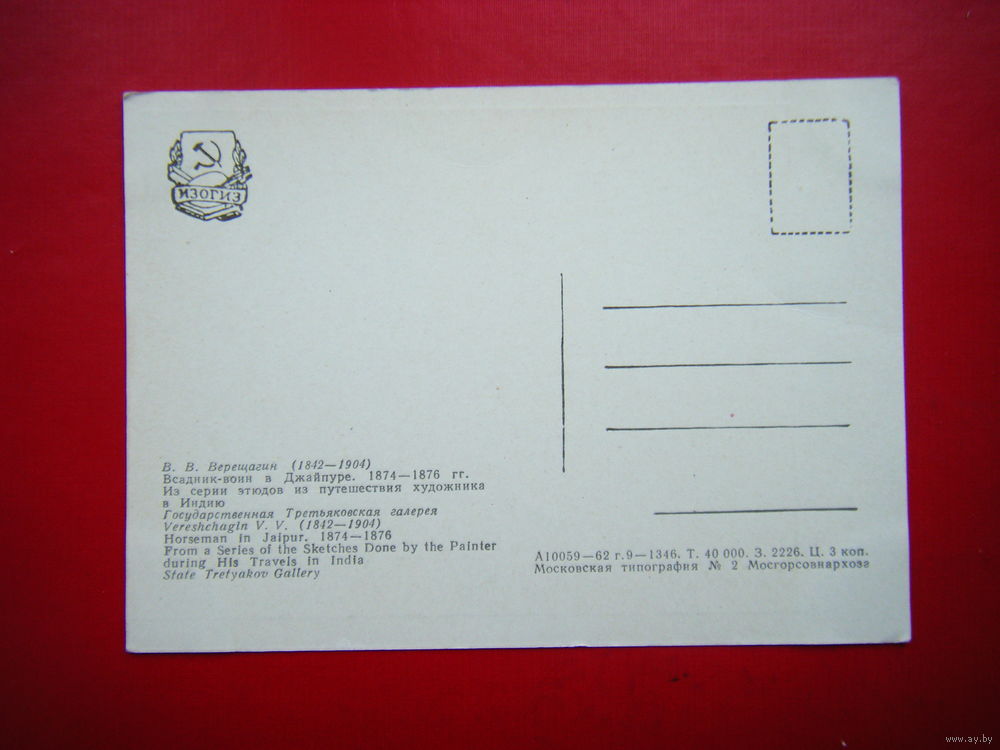 ИЗОГИЗ
В. В. Верещагин (1842—1904)
Всадник-воин в Джайпуре. 1874—1876 гг.
Из серии этюдов из путешествия художника
в Индию
Государственная Третьяковская галерея
Vereshchagin V. V. (1842—1904)
Horseman in Jaipur. 1874—1876
From a Series of the Sketches Done by the Painter
during His Travels in India
State Tretyakov Gallery
А10059—62 г. 9—1346. Т. 40 000. З. 2226. Ц. 3 коп.
Московская типография № 2 Мосгорсовнархоза
www.ay.by